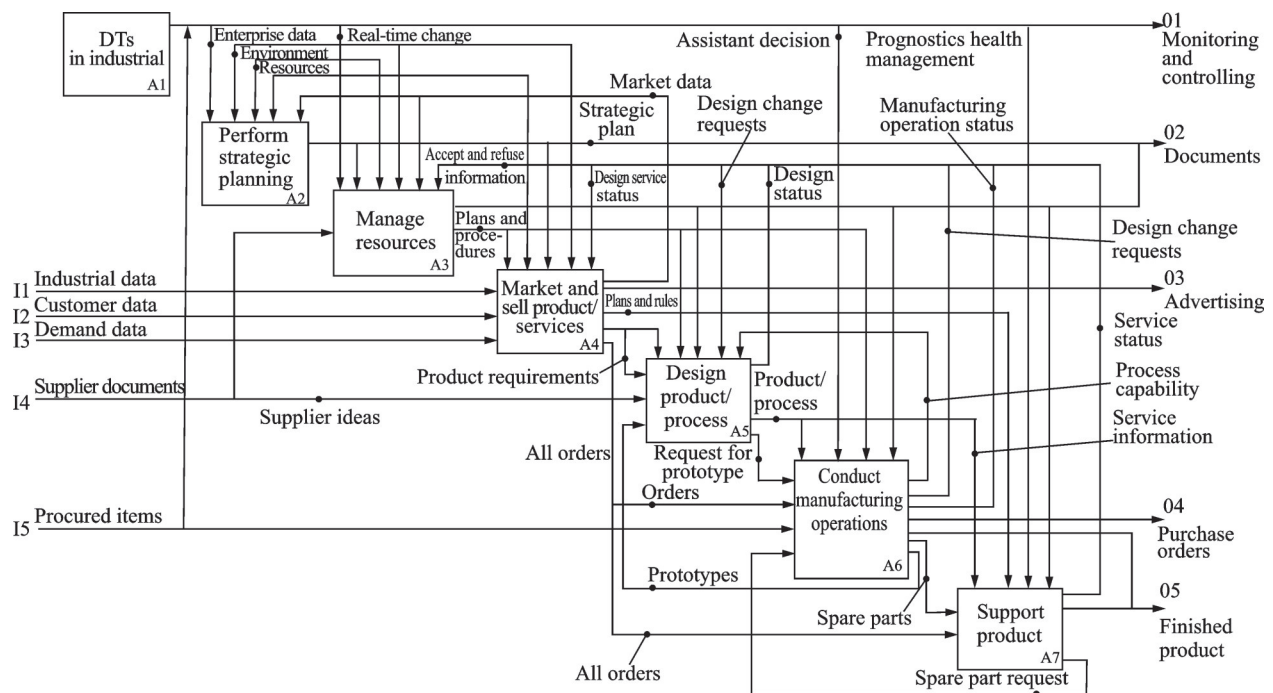 DTs
in industrial
A1
Enterprise data
Environment
Resources
Real-time change
Assistant decision
Prognostics health
management
01
Monitoring
and
controlling
Market data
Strategic
plan
Design change
requests
Manufacturing
operation status
02
Documents
Perform
strategic
planning
A2
Accept and refuse
information
Design service
status
Design
status
Manage
resources
A3
Plans and
proce-
dures
Design change
requests
I1
Industrial data
I2
Customer data
I3
Demand data
Market and
sell product/
services
A4
Plans and rules
03
Advertising
Service
status
Product requirements
Design
product/
process
A5
Product/
process
Process
capability
I4
Supplier documents
Supplier ideas
Service
information
All orders
Request for
prototype
Conduct
manufacturing
operations
A6
Orders
I5
Procured items
04
Purchase
orders
Prototypes
Spare parts
05
Finished
product
Support
product
A7
All orders
Spare part request